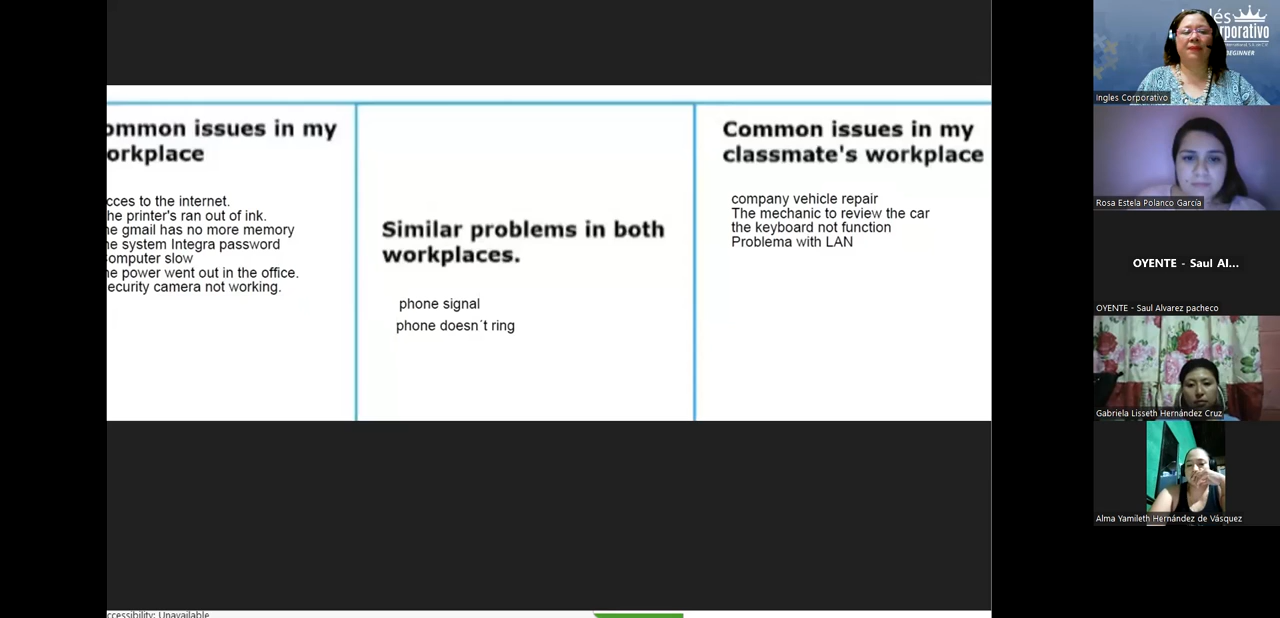 ommon issues in my
orkplace
cces to the internet.
he printer's ran out of ink.
he gmail has no more memory
he system Integra password
omputer slow
he power went out in the office.
ecurity camera not working.
Similar problems in both
workplaces.
phone signal
phone doesn´t ring
Common issues in my
classmate's workplace
company vehicle repair
The mechanic to review the car
the keyboard not function
Problema with LAN
ccessibility: Unavailable
lés
rporativo
BEGINNER
Ingles Corporativo
Rosa Estela Polanco García
OYENTE - Saul Al...
OYENTE - Saul Alvarez pacheco
Gabriela Lisseth Hernández Cruz
Alma Yamileth Hernández de Vásquez